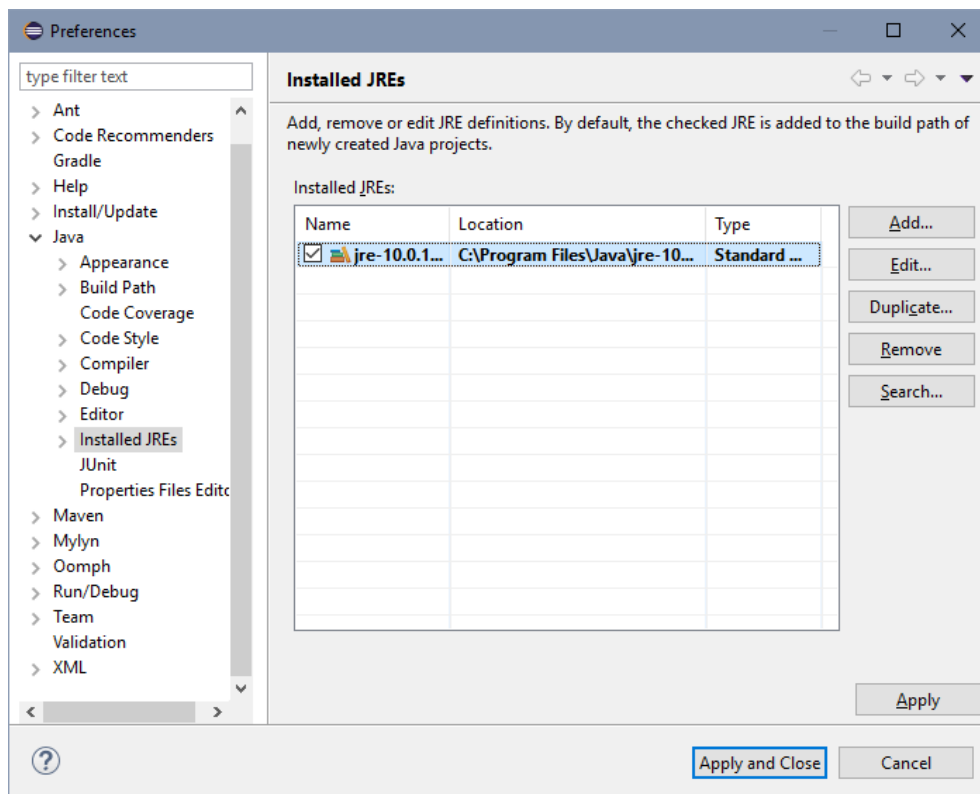 Preferences
type filter text
Ant
Code Recommenders
Gradle
Help
Install/Update
Java
Appearance
Build Path
Code Coverage
Code Style
Compiler
Debug
Editor
Installed JREs
JUnit
Properties Files Edito
Maven
Mylyn
Oomph
Run/Debug
Team
Validation
XML
Installed JREs
Add, remove or edit JRE definitions. By default, the checked JRE is added to the build path of
newly created Java projects.
Installed JREs:
Name Location Type
jre-10.0.1... C:\Program Files\Java\jre-10... Standard ...
Add...
Edit...
Duplicate...
Remove
Search...
Apply
? Apply and Close Cancel